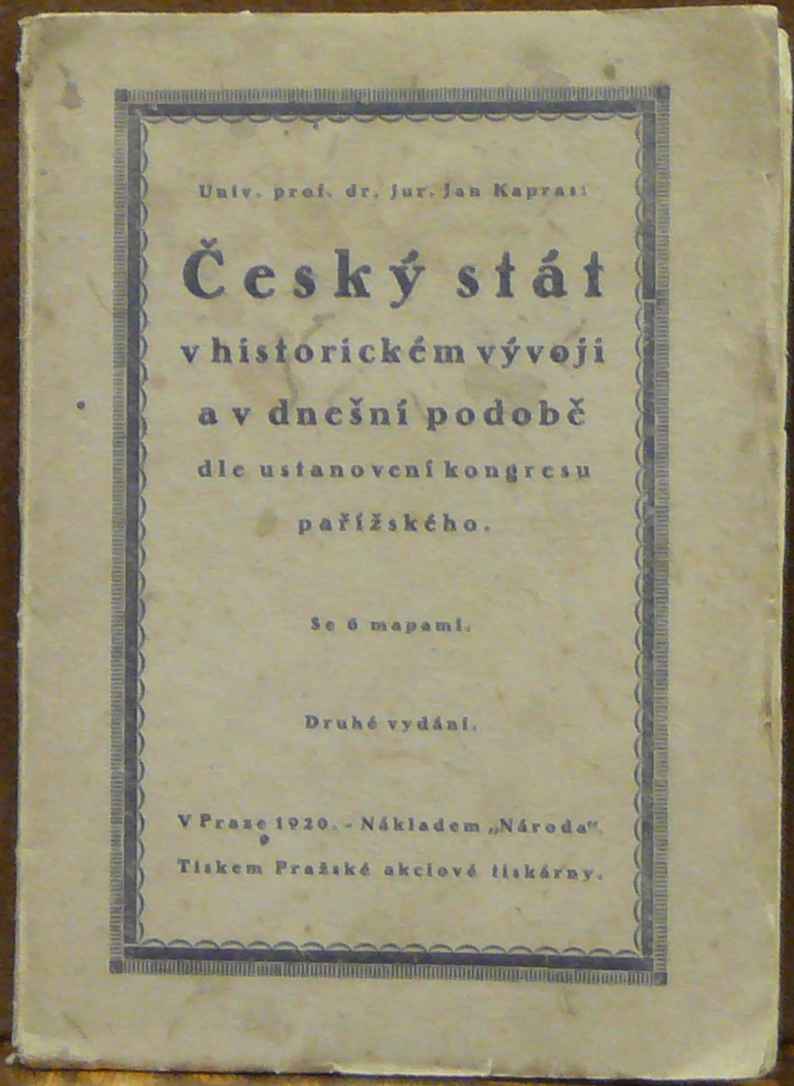 Univ. prof. dr. jur. Jan Kapras:
Český stát
v historickém vývoji
a v dnešní podobě
dle ustanovení kongresu
pařížského.
Se 6 mapami.
Druhé vydání.
V Praze 1920. - Nákladem „Národa“.
Tiskem Pražské akciové tiskárny.